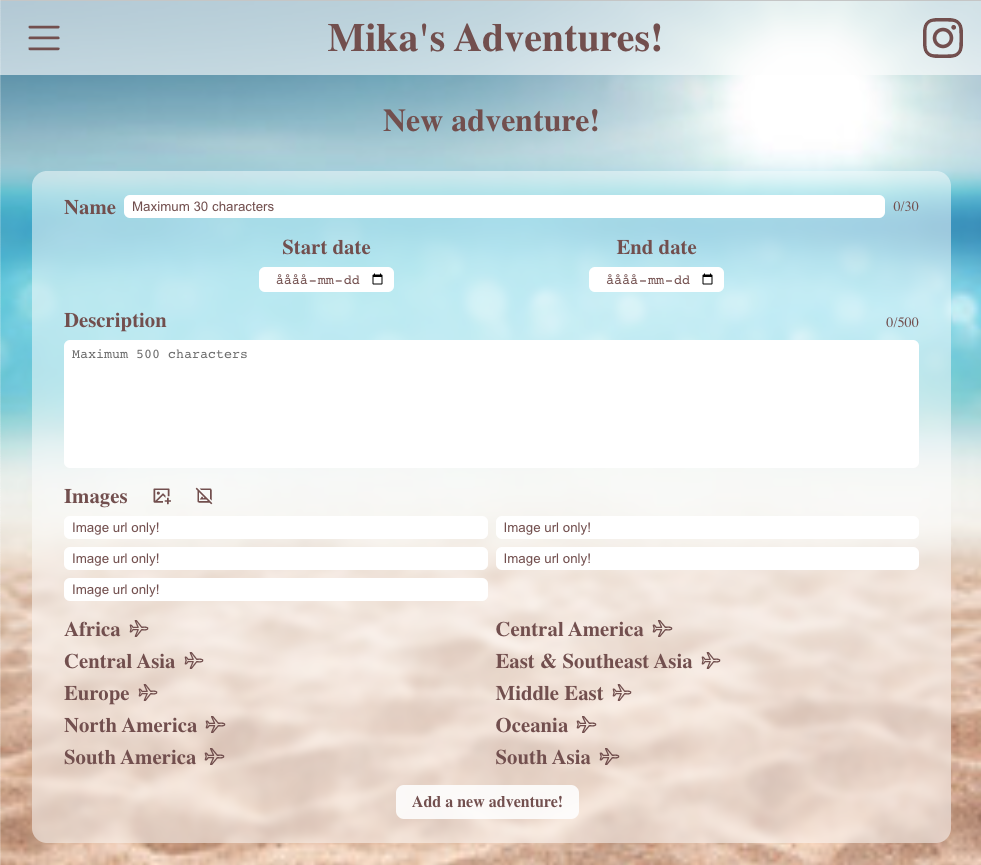 Mika's Adventures!
New adventure!
Name Maximum 30 characters 0/30
Start date End date
åååå-mm-dd åååå-mm-dd
Description 0/500
Maximum 500 characters
Images
Image url only! Image url only!
Image url only! Image url only!
Image url only!
Africa Central America
Central Asia East & Southeast Asia
Europe Middle East
North America Oceania
South America South Asia
Add a new adventure!